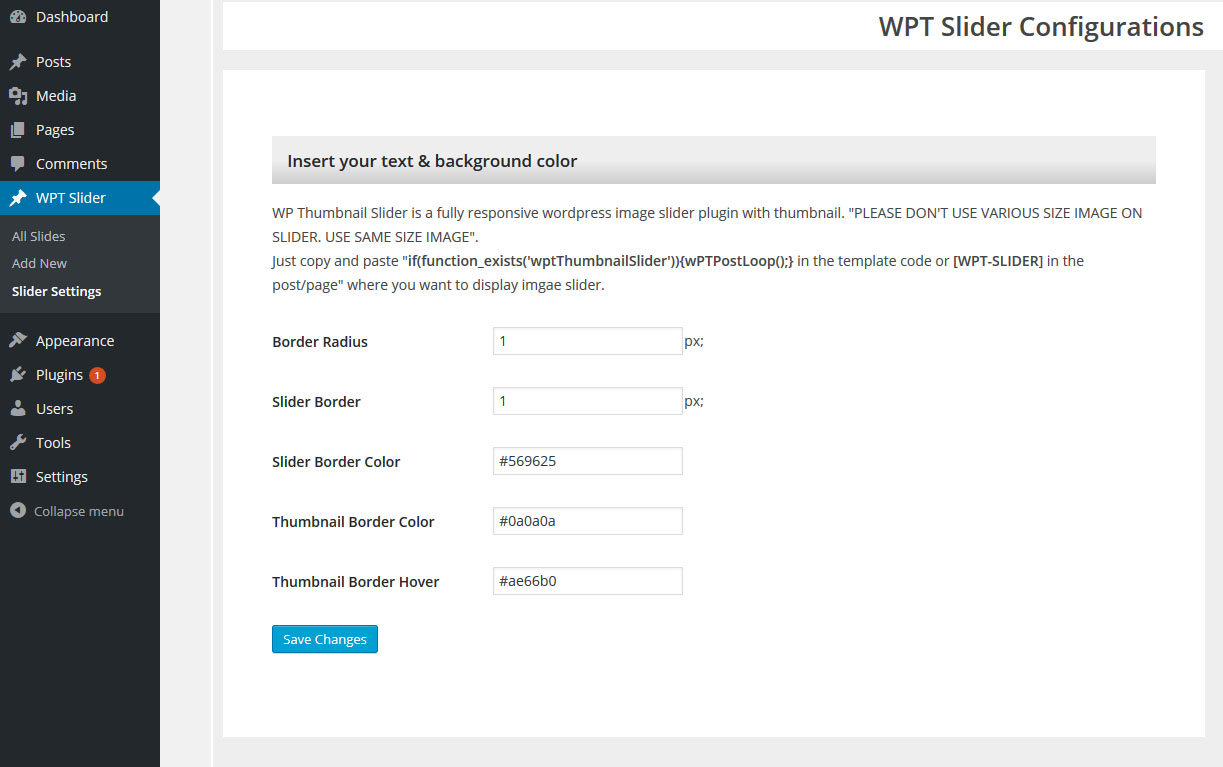 Dashboard
Posts
Media
Pages
Comments
WPT Slider
All Slides
Add New
Slider Settings
Appearance
Plugins 1
Users
Tools
Settings
Collapse menu
WPT Slider Configurations
Insert your text & background color
WP Thumbnail Slider is a fully responsive wordpress image slider plugin with thumbnail. "PLEASE DON'T USE VARIOUS SIZE IMAGE ON
SLIDER. USE SAME SIZE IMAGE".
Just copy and paste "if(function_exists('wptThumbnailSlider')){wPTPostLoop();} in the template code or [WPT-SLIDER] in the
post/page" where you want to display imgae slider.
Border Radius 1 px;
Slider Border 1 px;
Slider Border Color #569625
Thumbnail Border Color #0a0a0a
Thumbnail Border Hover #ae66b0
Save Changes